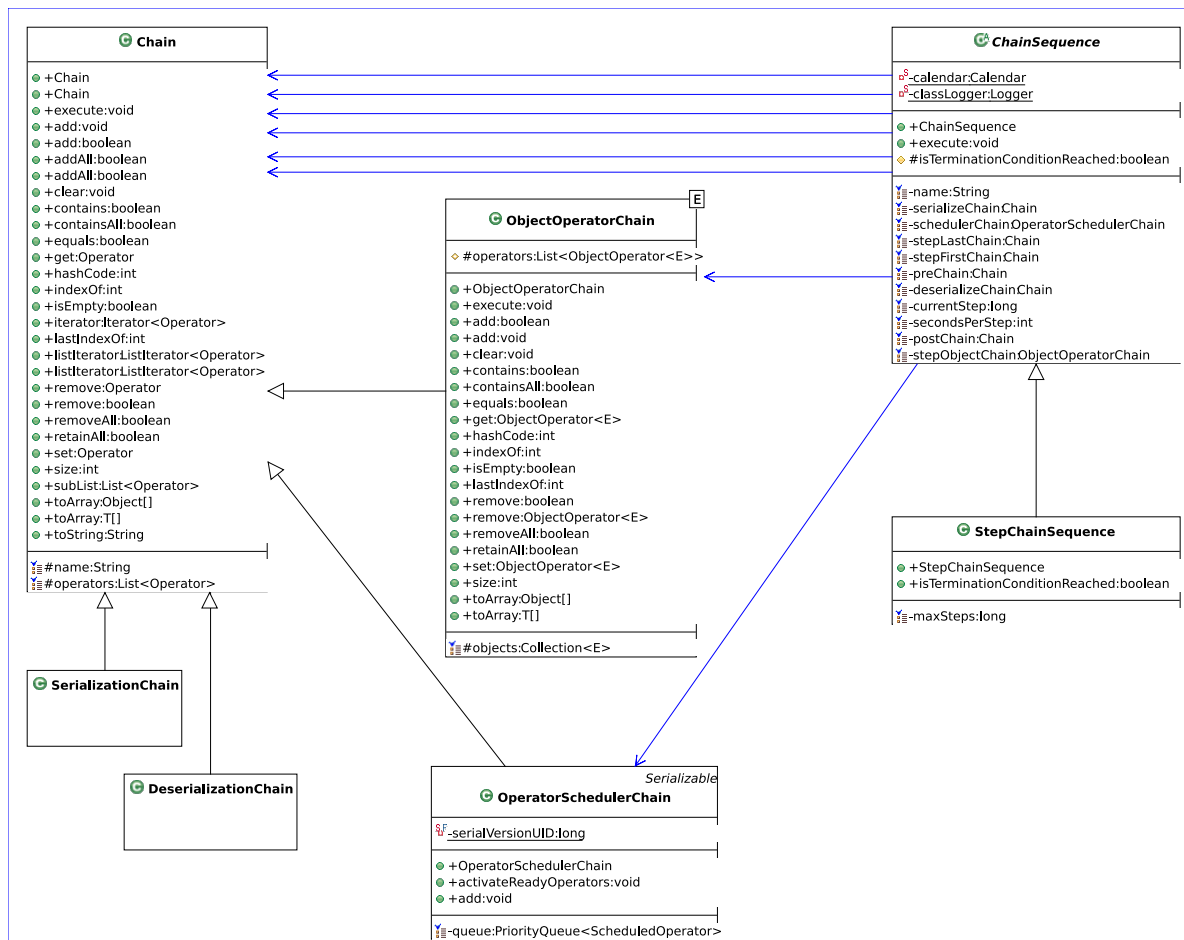 Chain
+Chain
+Chain
+execute:void
+add:void
+add:boolean
+addAll:boolean
+addAll:boolean
+clear:void
+contains:boolean
+containsAll:boolean
+equals:boolean
+get:Operator
+hashCode:int
+indexOf:int
+isEmpty:boolean
+iterator:Iterator<Operator>
+lastIndexOf:int
+listIterator:ListIterator<Operator>
+listIterator:ListIterator<Operator>
+remove:Operator
+remove:boolean
+removeAll:boolean
+retainAll:boolean
+set:Operator
+size:int
+subList:List<Operator>
+toArray:Object[]
+toArray:T[]
+toString:String
#name:String
#operators:List<Operator>
SerializationChain
DeserializationChain
E
ObjectOperatorChain
#operators:List<ObjectOperator<E>>
+ObjectOperatorChain
+execute:void
+add:boolean
+add:void
+clear:void
+contains:boolean
+containsAll:boolean
+equals:boolean
+get:ObjectOperator<E>
+hashCode:int
+indexOf:int
+isEmpty:boolean
+lastIndexOf:int
+remove:boolean
+remove:ObjectOperator<E>
+removeAll:boolean
+retainAll:boolean
+set:ObjectOperator<E>
+size:int
+toArray:Object[]
+toArray:T[]
#objects:Collection<E>
Serializable
OperatorSchedulerChain
-serialVersionUID:long
+OperatorSchedulerChain
+activateReadyOperators:void
+add:void
-queue:PriorityQueue<ScheduledOperator>
ChainSequence
-calendar:Calendar
-classLogger:Logger
+ChainSequence
+execute:void
#isTerminationConditionReached:boolean
-name:String
-serializeChain:Chain
-schedulerChain:OperatorSchedulerChain
-stepLastChain:Chain
-stepFirstChain:Chain
-preChain:Chain
-deserializeChain:Chain
-currentStep:long
-secondsPerStep:int
-postChain:Chain
-stepObjectChain:ObjectOperatorChain
StepChainSequence
+StepChainSequence
+isTerminationConditionReached:boolean
-maxSteps:long